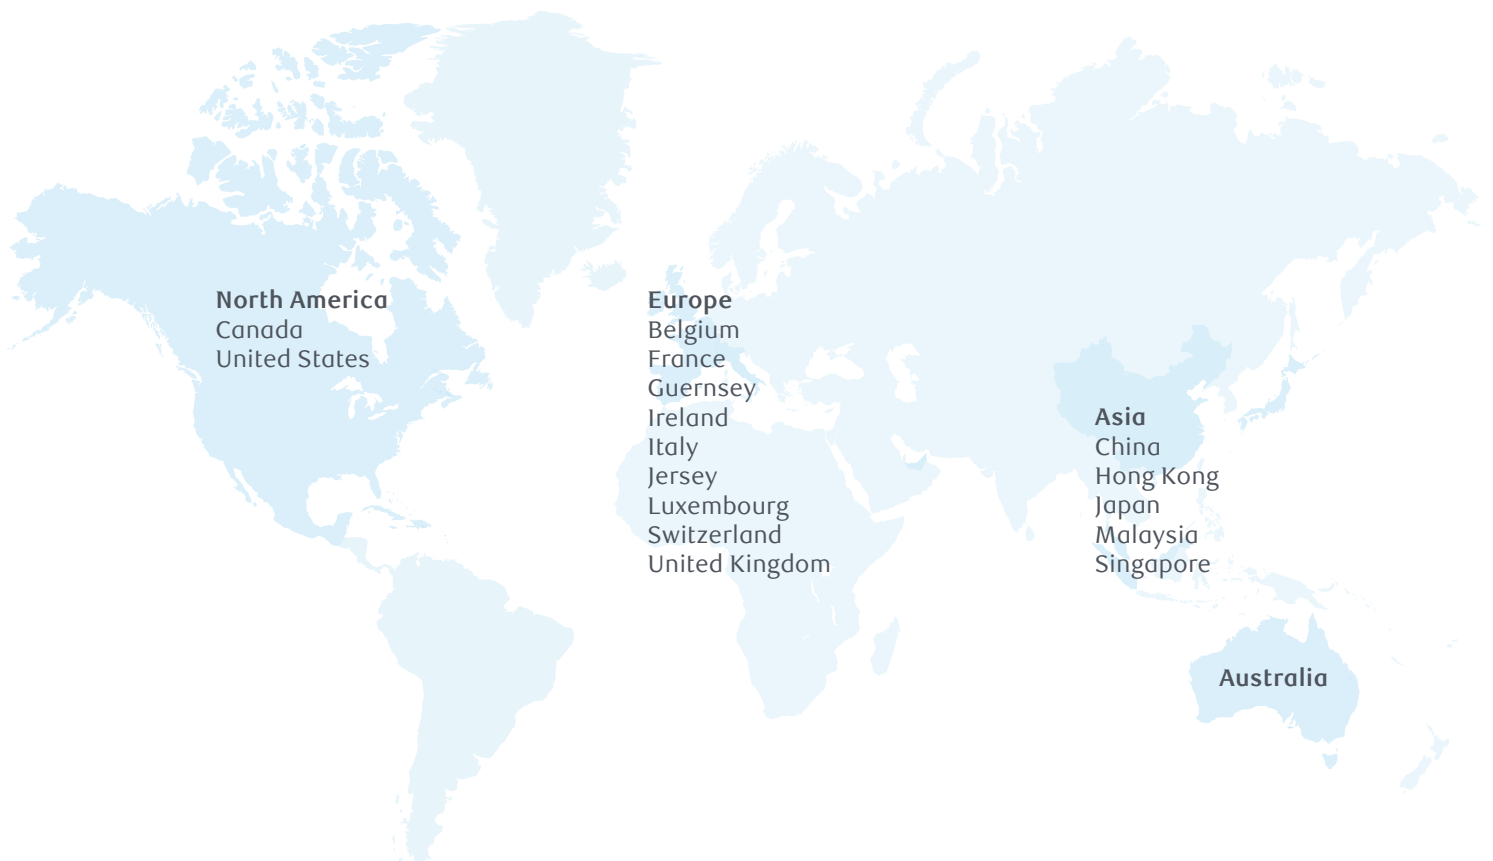 North America
Canada
United States
Europe
Belgium
France
Guernsey
Ireland
Italy
Jersey
Luxembourg
Switzerland
United Kingdom
Asia
China
Hong Kong
Japan
Malaysia
Singapore
Australia